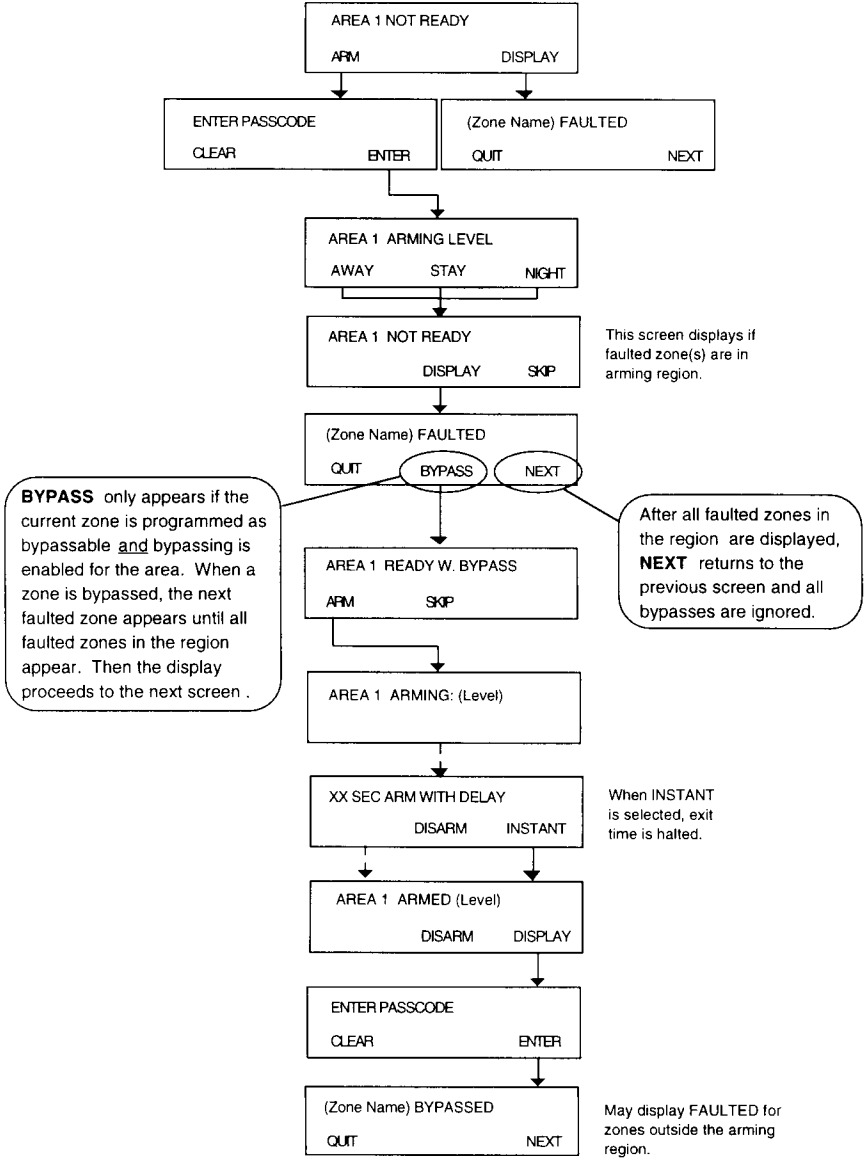 AREA 1 NOT READY
ARM DISPLAY
ENTER PASSCODE
CLEAR ENTER
(Zone Name) FAULTED
QUIT NEXT
AREA 1 ARMING LEVEL
AWAY STAY NIGHT
AREA 1 NOT READY
DISPLAY SKIP
This screen displays if
faulted zone(s) are in
arming region.
(Zone Name) FAULTED
QUIT BYPASS NEXT
BYPASS only appears if the
current zone is programmed as
bypassable and bypassing is
enabled for the area. When a
zone is bypassed, the next
faulted zone appears until all
faulted zones in the region
appear. Then the display
proceeds to the next screen .
After all faulted zones in
the region are displayed,
NEXT returns to the
previous screen and all
bypasses are ignored.
AREA 1 READY W. BYPASS
ARM SKIP
AREA 1 ARMING: (Level)
XX SEC ARM WITH DELAY
DISARM INSTANT
When INSTANT
is selected, exit
time is halted.
AREA 1 ARMED (Level)
DISARM DISPLAY
ENTER PASSCODE
CLEAR ENTER
(Zone Name) BYPASSED
QUIT NEXT
May display FAULTED for
zones outside the arming
region.